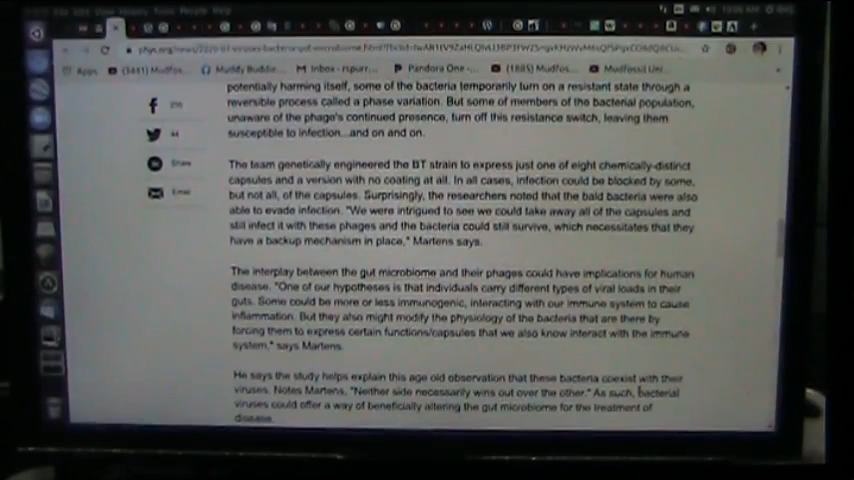 10:06 AM
Apps (3441) Mudfos... Muddy Buddie... Inbox - rspurr... Pandora One -... (1885) Mudfos... Mudfossil Uni...
potentially harming itself, some of the bacteria temporarily turn on a resistant state through a
reversible process called a phase variation. But some of members of the bacterial population,
unaware of the phage's continued presence, turn off this resistance switch, leaving them
susceptible to infection...and on and on.
44
Share
Email
The team genetically engineered the BT strain to express just one of eight chemically-distinct
capsules and a version with no coating at all. In all cases, infection could be blocked by some,
but not all, of the capsules. Surprisingly, the researchers noted that the bald bacteria were also
able to evade infection. "We were intrigued to see we could take away all of the capsules and
still infect it with these phages and the bacteria could still survive, which necessitates that they
have a backup mechanism in place," Martens says.
The interplay between the gut microbiome and their phages could have implications for human
disease. "One of our hypotheses is that individuals carry different types of viral loads in their
guts. Some could be more or less immunogenic, interacting with our immune system to cause
inflammation. But they also might modify the physiology of the bacteria that are there by
forcing them to express certain functions/capsules that we also know interact with the immune
system," says Martens.
He says the study helps explain this age old observation that these bacteria coexist with their
viruses. Notes Martens, "Neither side necessarily wins out over the other." As such, bacterial
viruses could offer a way of beneficially altering the gut microbiome for the treatment of
disease.